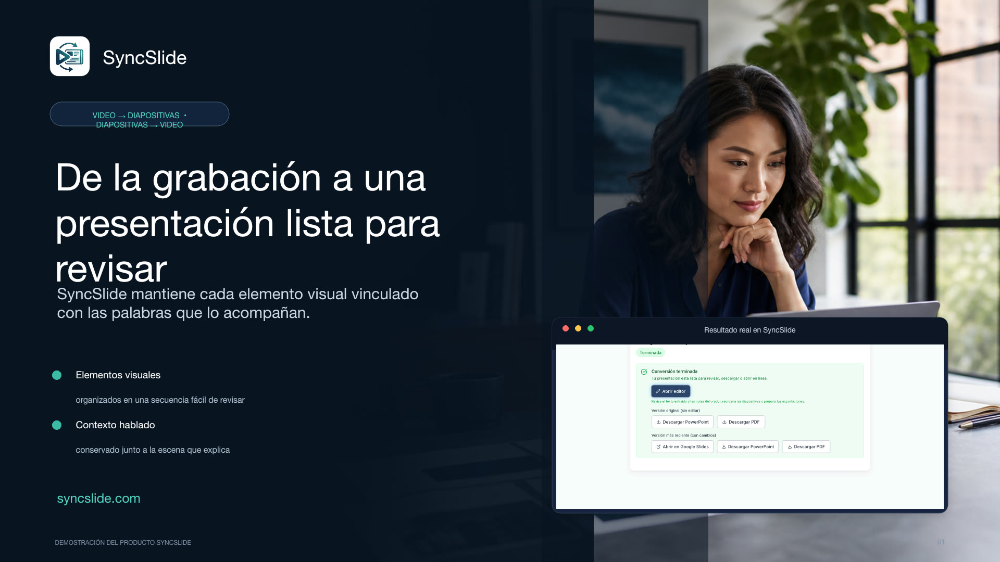 SyncSlide
VIDEO → DIAPOSITIVAS •
DIAPOSITIVAS → VIDEO
De la grabación a una
presentación lista para
revisar
SyncSlide mantiene cada elemento visual vinculado
con las palabras que lo acompañan.
Elementos visuales
organizados en una secuencia fácil de revisar
Contexto hablado
conservado junto a la escena que explica
syncslide.com
DEMOSTRACIÓN DEL PRODUCTO SYNCSLIDE
Resultado real en SyncSlide
Terminada
Conversión terminada
Tu presentación está lista para revisar, descargar o abrir en línea.
Abrir editor
Revisa el texto extraído y las notas del orador, reordena las diapositivas y prepara tus exportaciones.
Versión original (sin editar)
Descargar PowerPoint Descargar PDF
Versión más reciente (con cambios)
Abrir en Google Slides Descargar PowerPoint Descargar PDF
01